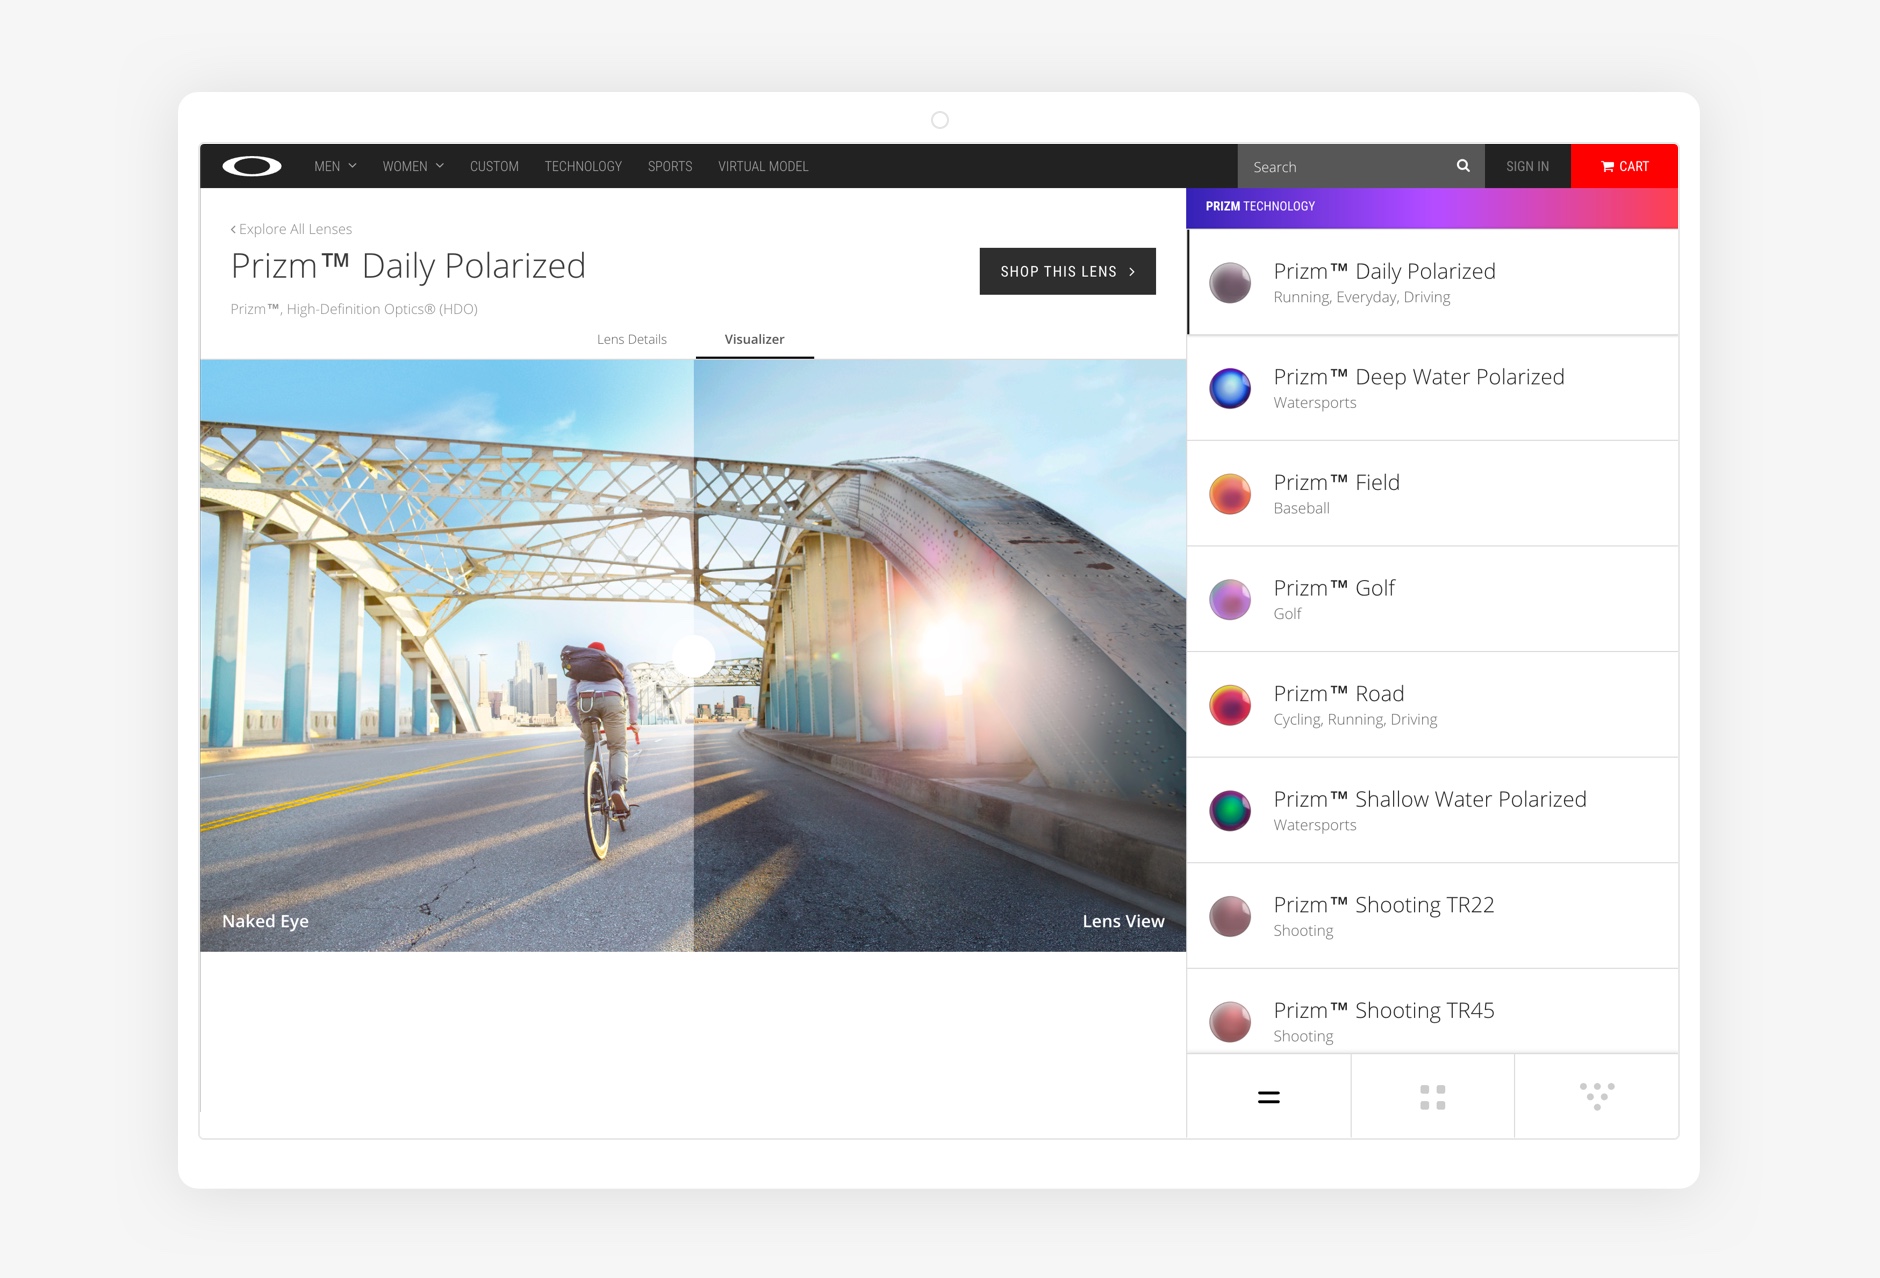 MEN
WOMEN
CUSTOM
TECHNOLOGY
SPORTS
VIRTUAL MODEL
Search
SIGN IN
CART
Explore All Lenses
Prizm™ Daily Polarized
Prizm™, High-Definition Optics® (HDO)
SHOP THIS LENS
Lens Details
Visualizer
Naked Eye
Lens View
PRIZM TECHNOLOGY
Prizm™ Daily Polarized
Running, Everyday, Driving
Prizm™ Deep Water Polarized
Watersports
Prizm™ Field
Baseball
Prizm™ Golf
Golf
Prizm™ Road
Cycling, Running, Driving
Prizm™ Shallow Water Polarized
Watersports
Prizm™ Shooting TR22
Shooting
Prizm™ Shooting TR45
Shooting